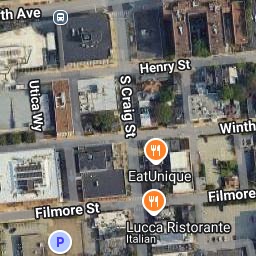 th Ave
Henry St
Utica Wy
S Craig St
Winth
EatUnique
Filmore St
Filmore
Lucca Ristorante
Italian
P